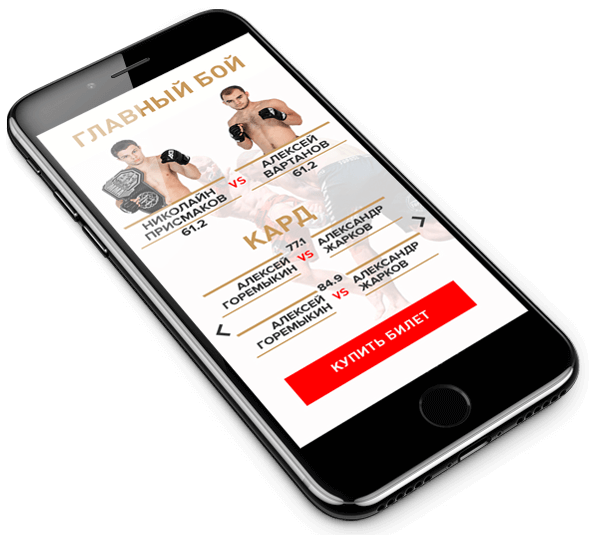 ГЛАВНЫЙ БОЙ
НИКОЛАЙН
ПРИСМАКОВ
61.2
VS
АЛЕКСЕЙ
ВАРТАНОВ
61.2
КАРД
77.1
АЛЕКСЕЙ
ГОРЕМЫКИН
VS
АЛЕКСАНДР
ЖАРКОВ
84.9
АЛЕКСЕЙ
ГОРЕМЫКИН
VS
АЛЕКСАНДР
ЖАРКОВ
КУПИТЬ БИЛЕТ